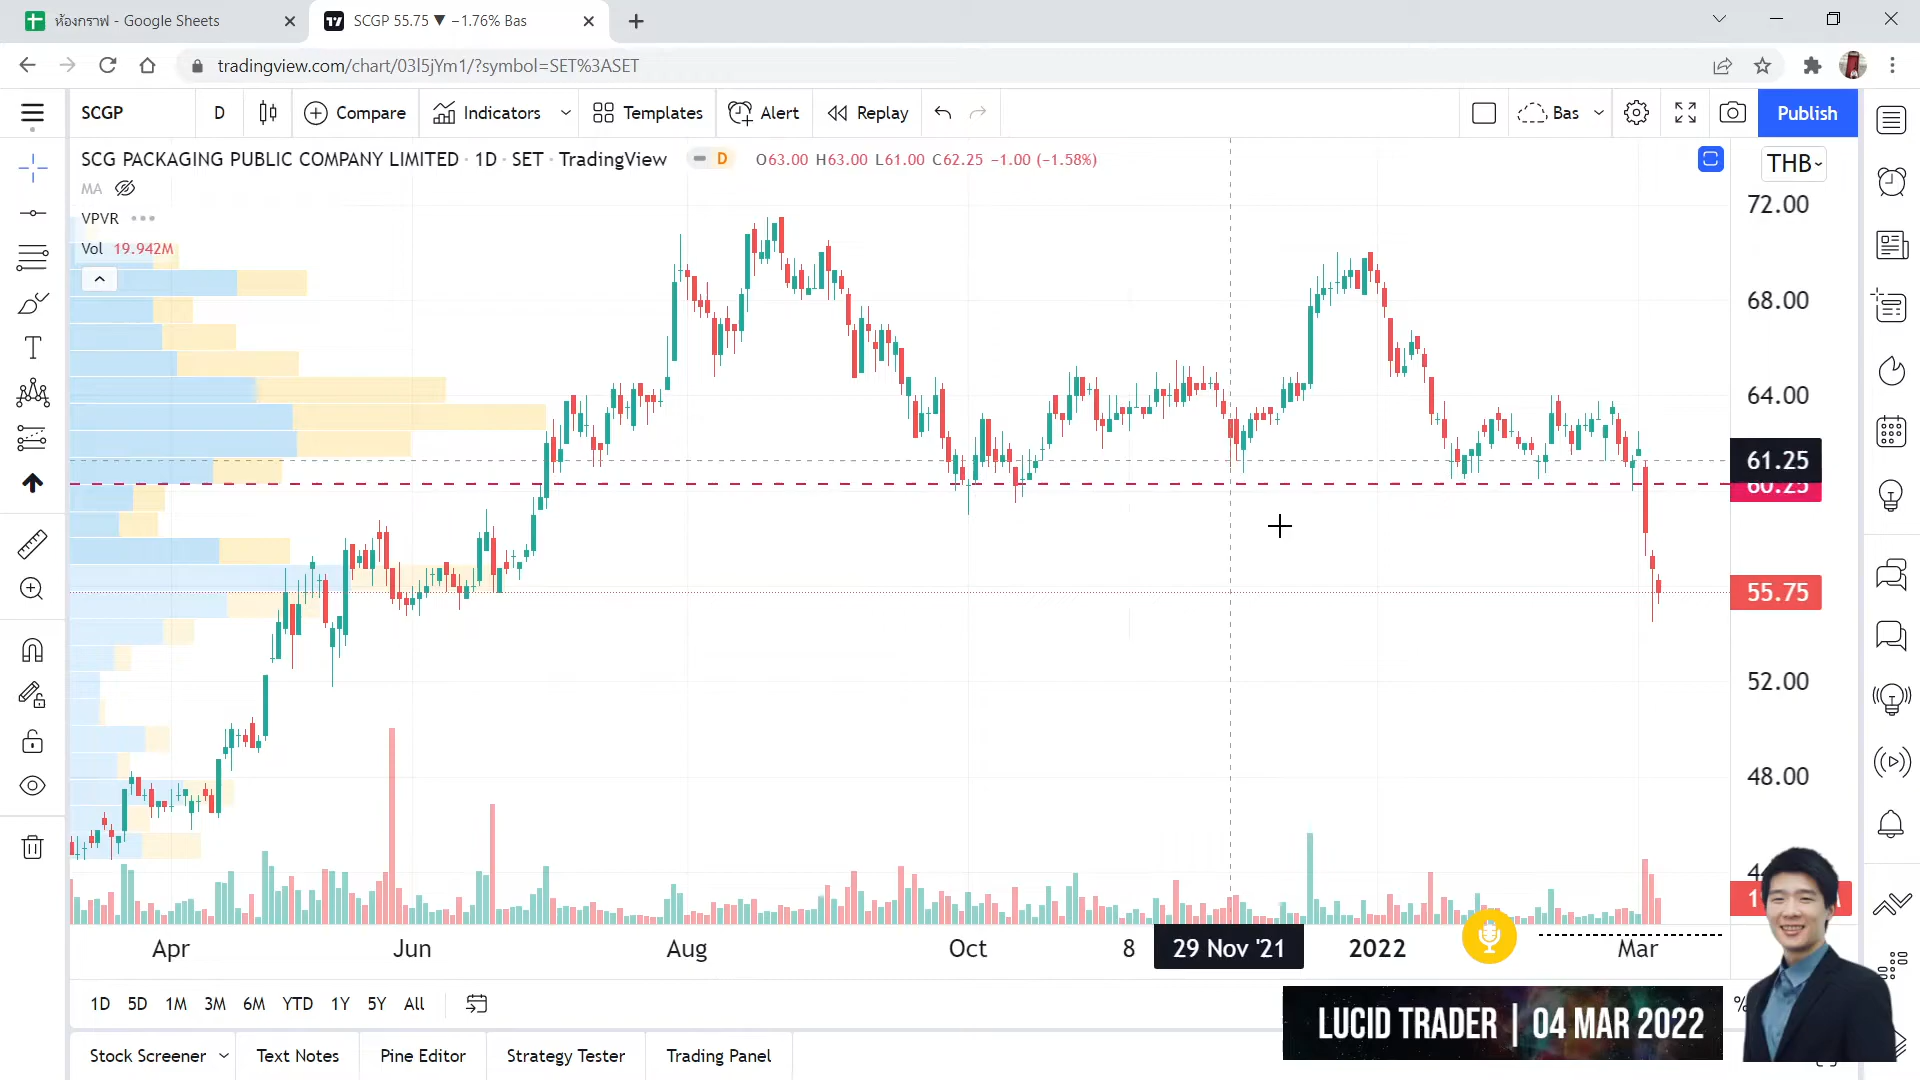 ห้องกราฟ - Google Sheets
SCGP 55.75 ▼ −1.76% Bas
tradingview.com/chart/03l5jYm1/?symbol=SET%3ASET
SCGP D Compare Indicators Templates Alert Replay Bas Publish
SCG PACKAGING PUBLIC COMPANY LIMITED · 1D · SET · TradingView D O63.00 H63.00 L61.00 C62.25 −1.00 (−1.58%)
THB
MA
VPVR
Vol 19.942M
72.00
68.00
64.00
61.25
60.25
55.75
52.00
48.00
Apr Jun Aug Oct 8 29 Nov '21 2022 Mar
1D 5D 1M 3M 6M YTD 1Y 5Y All %
LUCID TRADER | 04 MAR 2022
Stock Screener Text Notes Pine Editor Strategy Tester Trading Panel